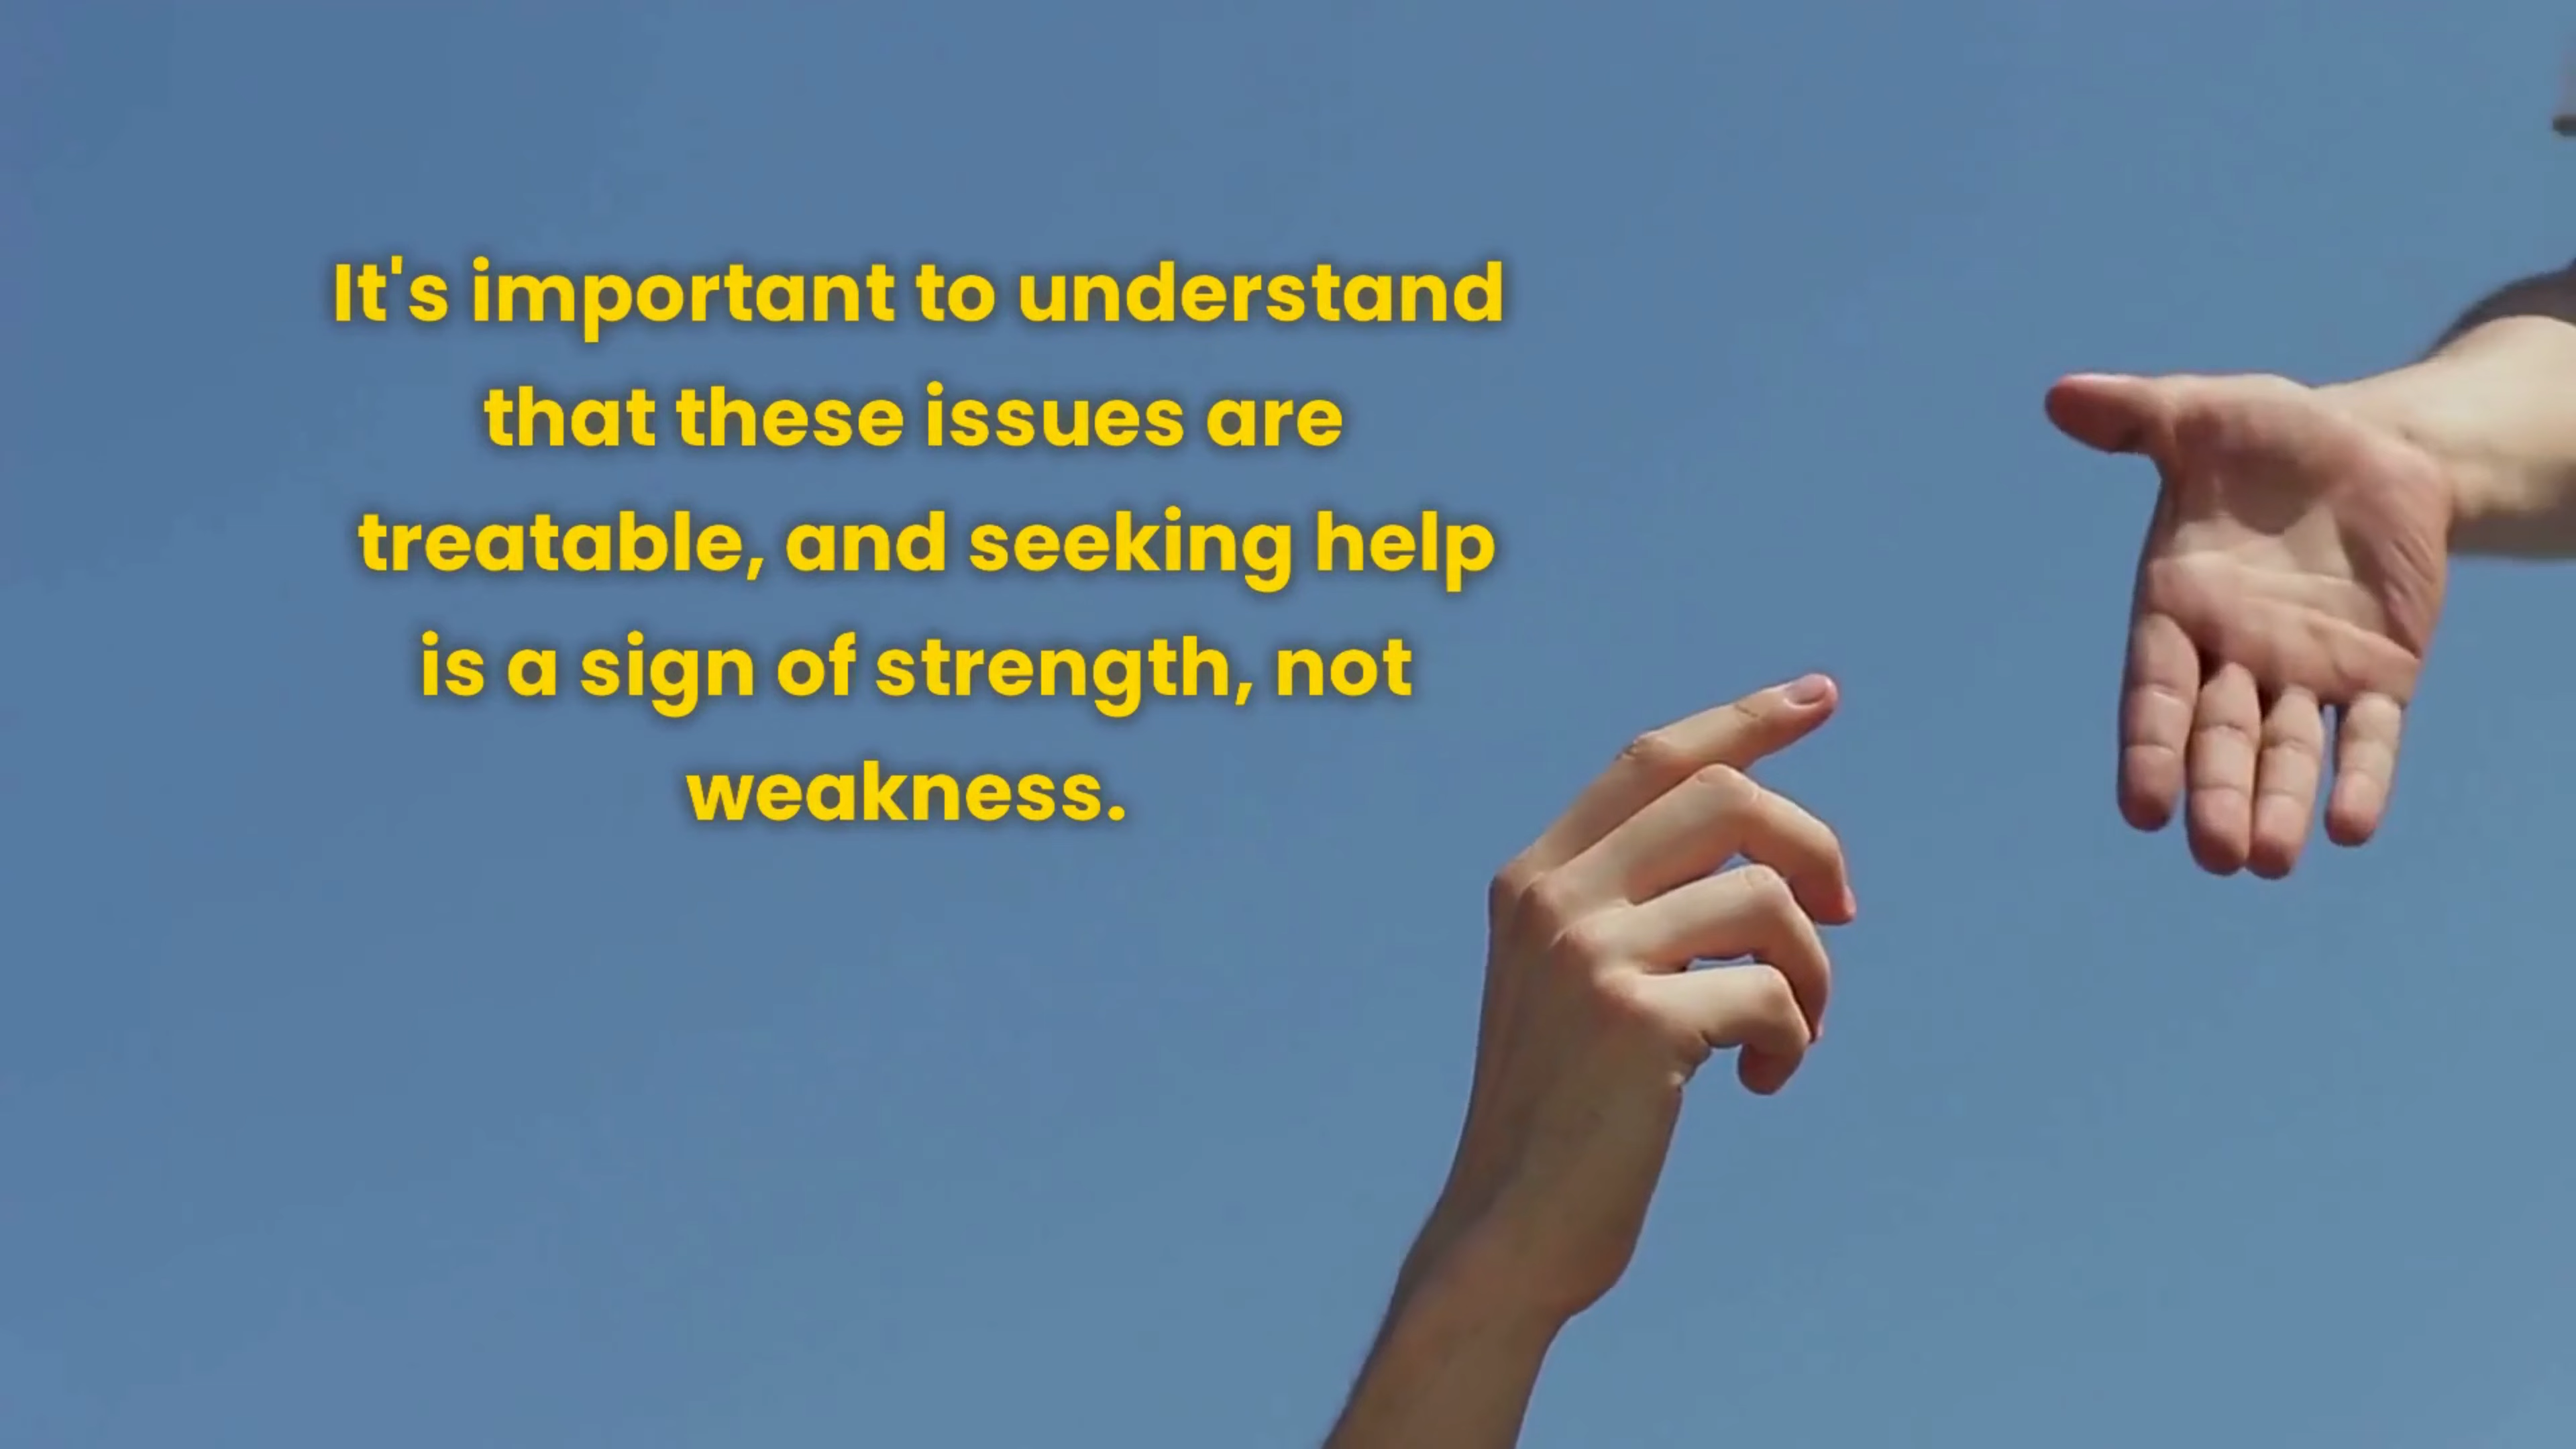 It's important to understand
that these issues are
treatable, and seeking help
is a sign of strength, not
weakness.